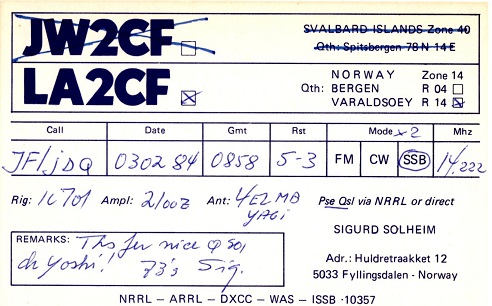 JW2CF SVALBARD ISLANDS Zone 40
Qth: Spitsbergen 78 N 14 E
LA2CF NORWAY Zone 14
Qth: BERGEN R 04
VARALDSOEY R 14
Call Date Gmt Rst Mode x2 Mhz
JF1JDQ 0302 84 0858 5-3 FM CW SSB 14,222
Rig: IC701 Ampl: Ant: 4EL MB YAGI Pse Qsl via NRRL or direct
SIGURD SOLHEIM
REMARKS: Ths fer nice QSO,
dr Yoshi! 73's Sig.
Adr.: Huldretraakket 12
5033 Fyllingsdalen - Norway
NRRL – ARRL – DXCC – WAS – ISSB ·10357